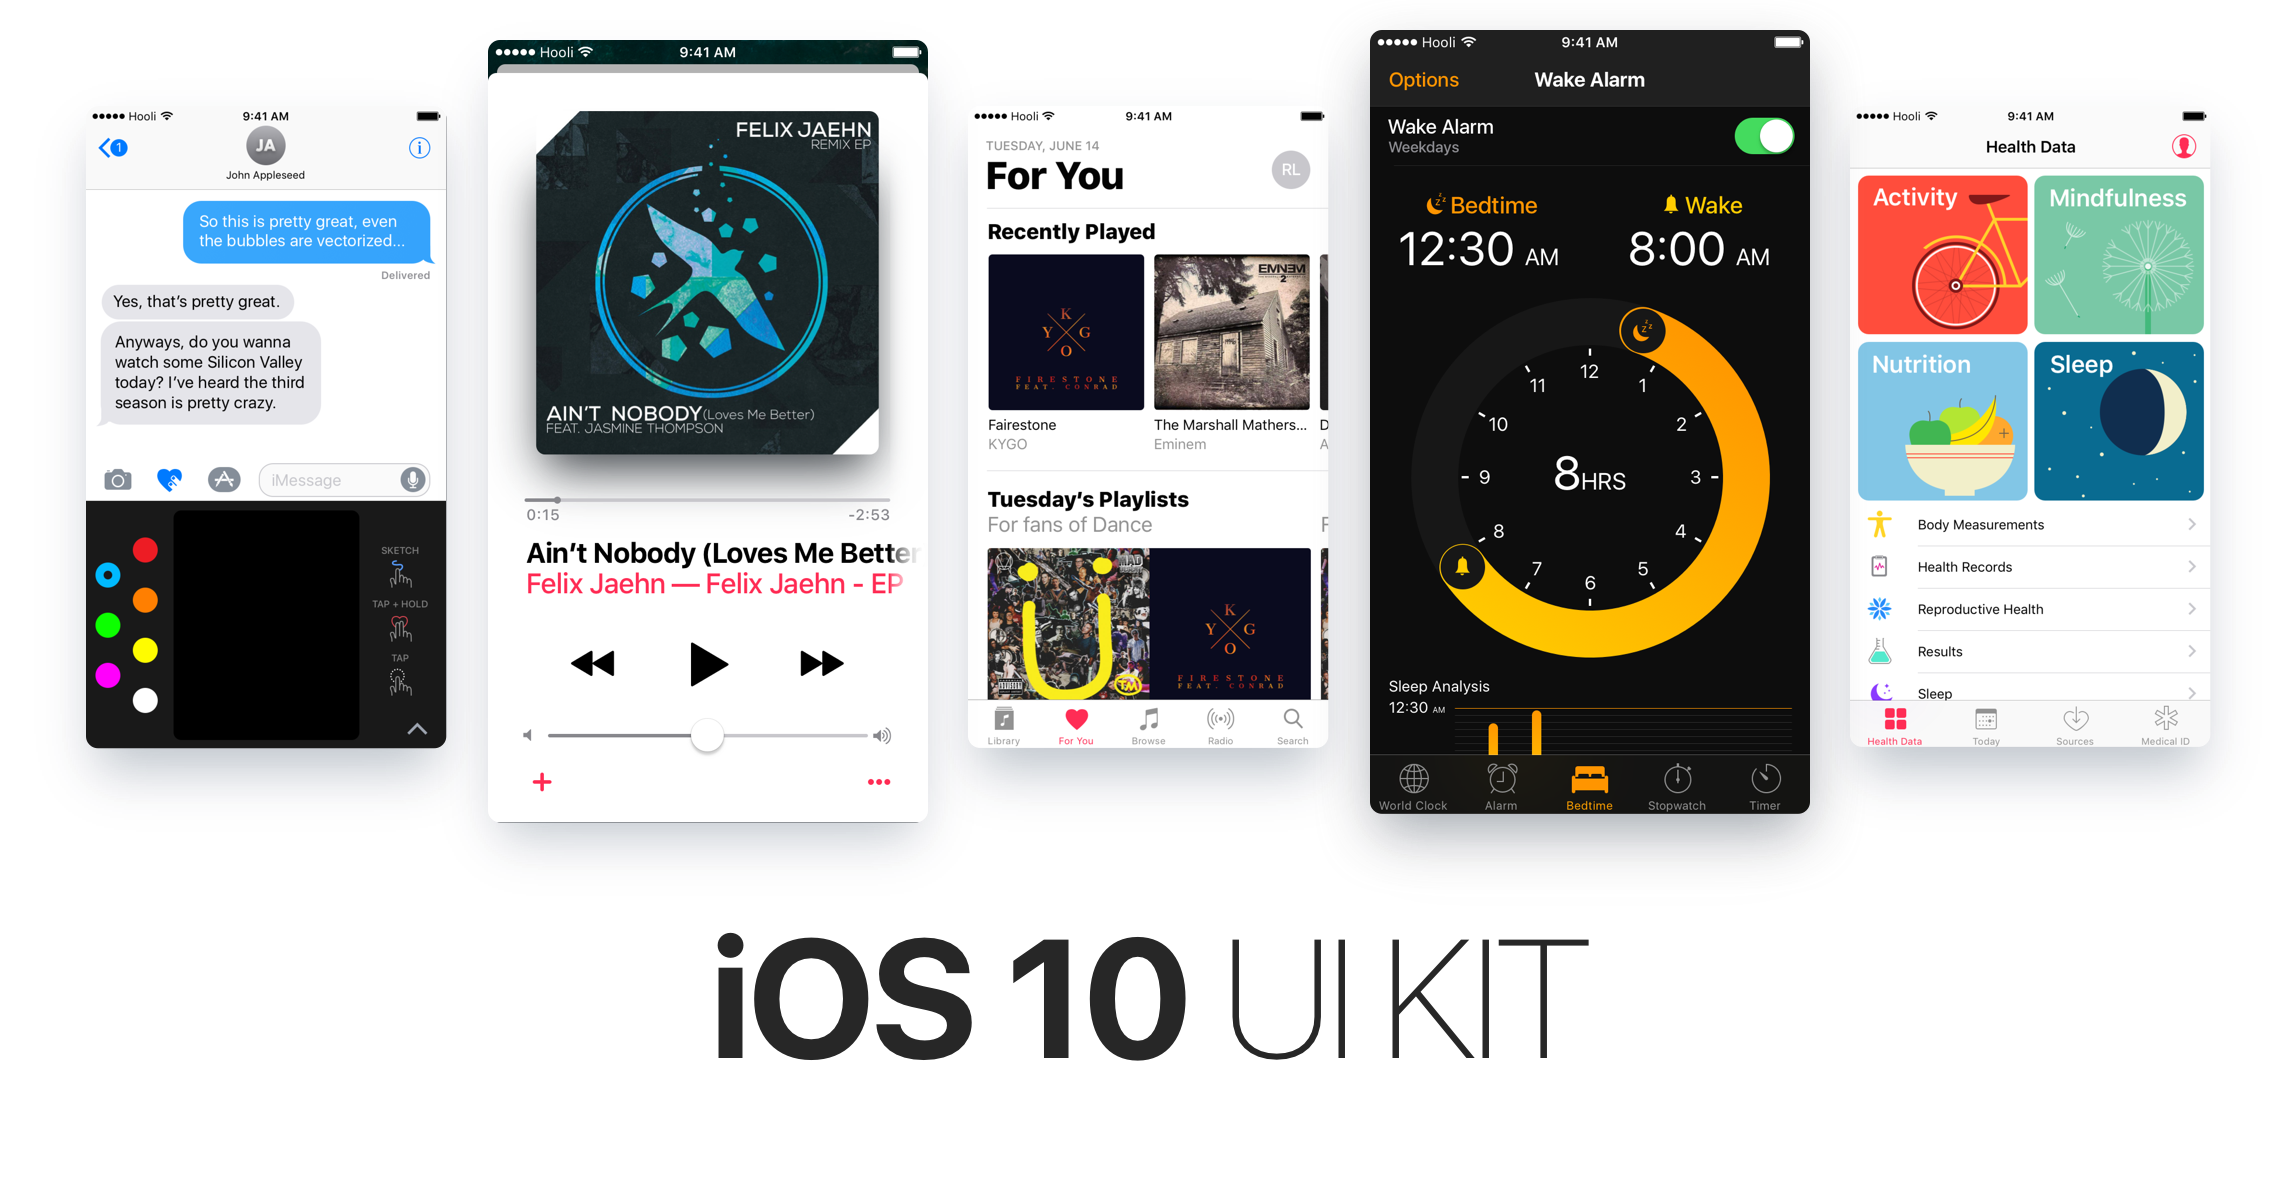 Hooli 9:41 AM
1
JA
John Appleseed
i
So this is pretty great, even
the bubbles are vectorized...
Delivered
Yes, that's pretty great.
Anyways, do you wanna
watch some Silicon Valley
today? I've heard the third
season is pretty crazy.
iMessage
SKETCH
TAP + HOLD
TAP
Hooli 9:41 AM
FELIX JAEHN
REMIX EP
AIN'T NOBODY (Loves Me Better)
FEAT. JASMINE THOMPSON
0:15 -2:53
Ain't Nobody (Loves Me Better
Felix Jaehn — Felix Jaehn - EP
Hooli 9:41 AM
TUESDAY, JUNE 14
For You
RL
Recently Played
K
Y G
O
FIRESTONE
FEAT. CONRAD
EMINEM
2
Fairestone
KYGO
The Marshall Mathers...
Eminem
D
A
Tuesday's Playlists
For fans of Dance
F
MAD
U
TM
K
Y G
O
FIRESTONE
FEAT. CONRAD
Library For You Browse Radio Search
Hooli 9:41 AM
Options Wake Alarm
Wake Alarm
Weekdays
zzz Bedtime Wake
12:30 AM 8:00 AM
zzz
12
11 1
10 2
9 8HRS 3
8 4
7 5
6
Sleep Analysis
12:30 AM
World Clock Alarm Bedtime Stopwatch Timer
Hooli 9:41 AM
Health Data
Activity Mindfulness
Nutrition Sleep
Body Measurements
Health Records
Reproductive Health
Results
Sleep
Health Data Today Sources Medical ID
iOS 10 UI KIT